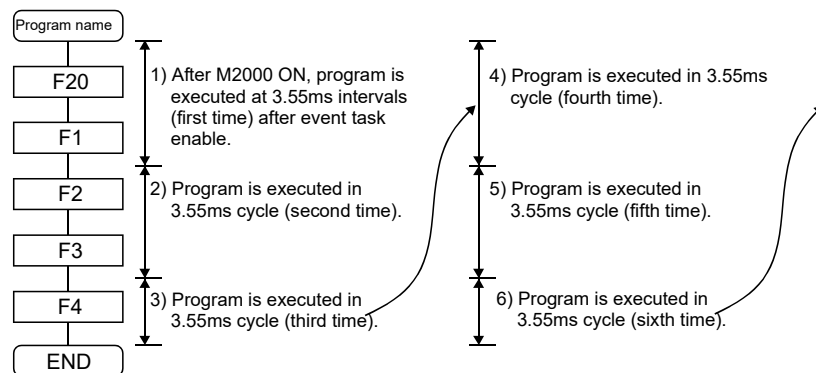 Program name
F20
F1
F2
F3
F4
END
1) After M2000 ON, program is
executed at 3.55ms intervals
(first time) after event task
enable.
2) Program is executed in
3.55ms cycle (second time).
3) Program is executed in
3.55ms cycle (third time).
4) Program is executed in 3.55ms
cycle (fourth time).
5) Program is executed in
3.55ms cycle (fifth time).
6) Program is executed in
3.55ms cycle (sixth time).